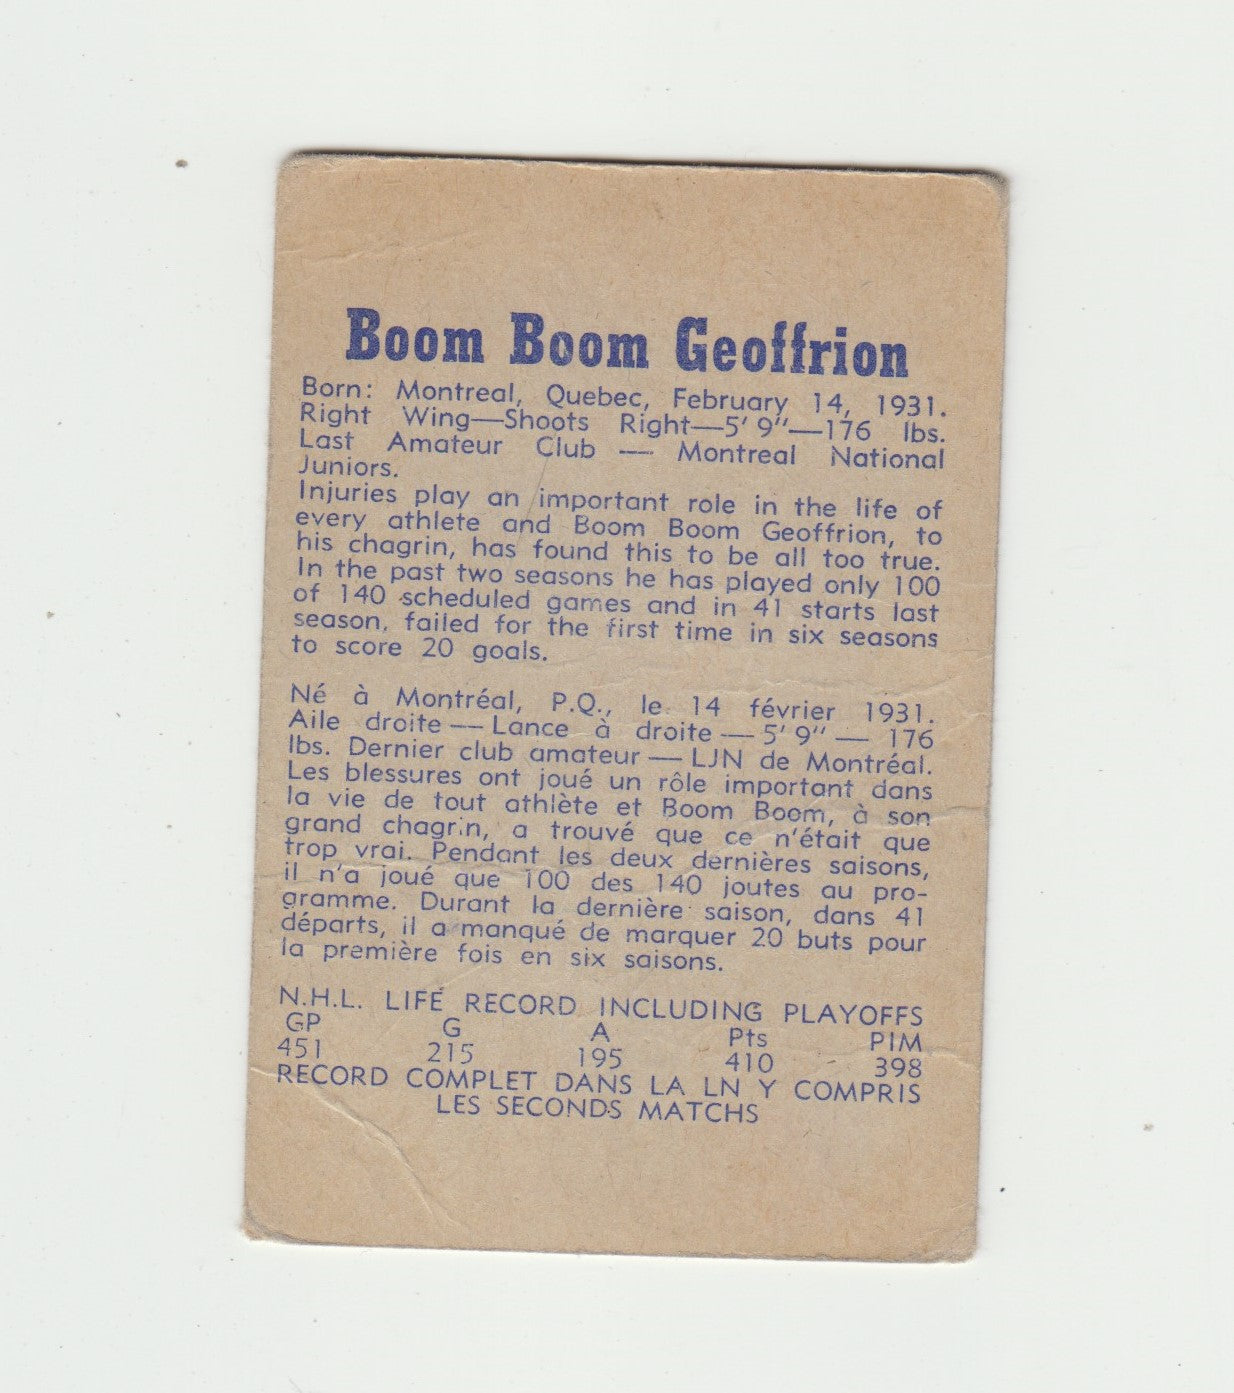 Boom Boom Geoffrion
Born: Montreal, Quebec, February 14, 1931.
Right Wing—Shoots Right—5' 9"—176 lbs.
Last Amateur Club — Montreal National
Juniors.
Injuries play an important role in the life of
every athlete and Boom Boom Geoffrion, to
his chagrin, has found this to be all too true.
In the past two seasons he has played only 100
of 140 scheduled games and in 41 starts last
season, failed for the first time in six seasons
to score 20 goals.
Né à Montréal, P.Q., le 14 février 1931.
Aile droite — Lance à droite — 5' 9" — 176
lbs. Dernier club amateur — LJN de Montréal.
Les blessures ont joué un rôle important dans
la vie de tout athlète et Boom Boom, à son
grand chagrin, a trouvé que ce n'était que
trop vrai. Pendant les deux dernières saisons,
il n'a joué que 100 des 140 joutes au pro-
gramme. Durant la dernière saison, dans 41
départs, il a manqué de marquer 20 buts pour
la première fois en six saisons.
N.H.L. LIFE RECORD INCLUDING PLAYOFFS
GP G A Pts PIM
451 215 195 410 398
RECORD COMPLET DANS LA LN Y COMPRIS
LES SECONDS MATCHS